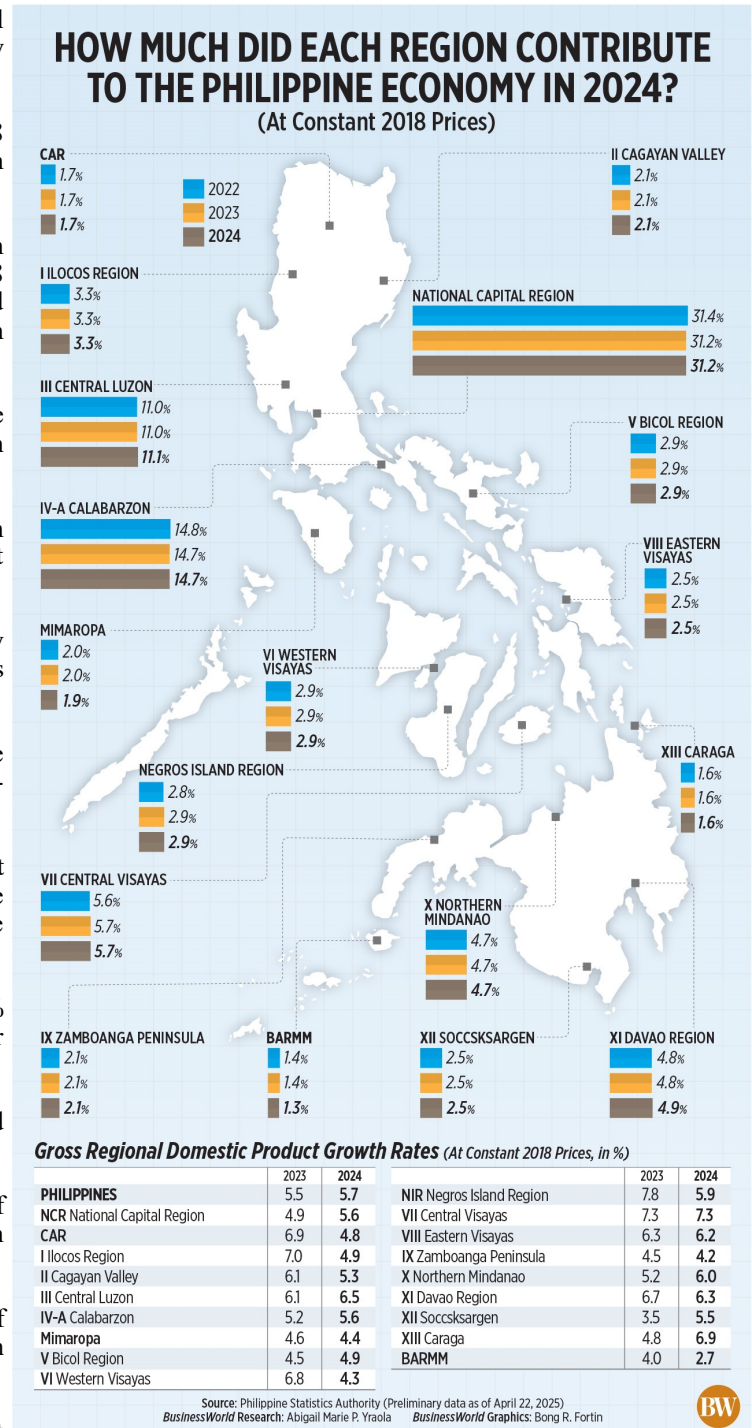 HOW MUCH DID EACH REGION CONTRIBUTE
TO THE PHILIPPINE ECONOMY IN 2024?
(At Constant 2018 Prices)
CAR
1.7%
1.7%
1.7%
2022
2023
2024
II CAGAYAN VALLEY
2.1%
2.1%
2.1%
I ILOCOS REGION
3.3%
3.3%
3.3%
NATIONAL CAPITAL REGION
31.4%
31.2%
31.2%
III CENTRAL LUZON
11.0%
11.0%
11.1%
V BICOL REGION
2.9%
2.9%
2.9%
IV-A CALABARZON
14.8%
14.7%
14.7%
VIII EASTERN
VISAYAS
2.5%
2.5%
2.5%
MIMAROPA
2.0%
2.0%
1.9%
VI WESTERN
VISAYAS
2.9%
2.9%
2.9%
XIII CARAGA
1.6%
1.6%
1.6%
NEGROS ISLAND REGION
2.8%
2.9%
2.9%
VII CENTRAL VISAYAS
5.6%
5.7%
5.7%
X NORTHERN
MINDANAO
4.7%
4.7%
4.7%
IX ZAMBOANGA PENINSULA
2.1%
2.1%
2.1%
BARMM
1.4%
1.4%
1.3%
XII SOCCSKSARGEN
2.5%
2.5%
2.5%
XI DAVAO REGION
4.8%
4.8%
4.9%
Gross Regional Domestic Product Growth Rates (At Constant 2018 Prices, in %)
2023 2024
PHILIPPINES 5.5 5.7
NCR National Capital Region 4.9 5.6
CAR 6.9 4.8
I Ilocos Region 7.0 4.9
II Cagayan Valley 6.1 5.3
III Central Luzon 6.1 6.5
IV-A Calabarzon 5.2 5.6
Mimaropa 4.6 4.4
V Bicol Region 4.5 4.9
VI Western Visayas 6.8 4.3
2023 2024
NIR Negros Island Region 7.8 5.9
VII Central Visayas 7.3 7.3
VIII Eastern Visayas 6.3 6.2
IX Zamboanga Peninsula 4.5 4.2
X Northern Mindanao 5.2 6.0
XI Davao Region 6.7 6.3
XII Soccsksargen 3.5 5.5
XIII Caraga 4.8 6.9
BARMM 4.0 2.7
Source: Philippine Statistics Authority (Preliminary data as of April 22, 2025)
BusinessWorld Research: Abigail Marie P. Yraola BusinessWorld Graphics: Bong R. Fortin
BW